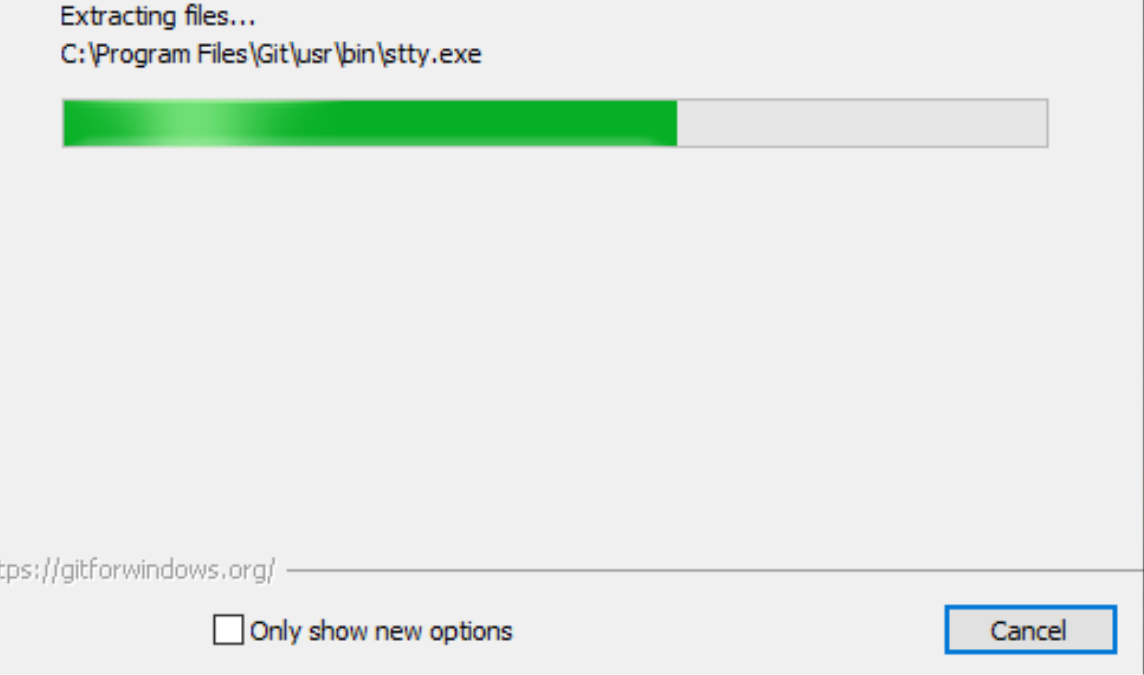 Extracting files...
C:\Program Files\Git\usr\bin\stty.exe
tps://gitforwindows.org/
Only show new options
Cancel